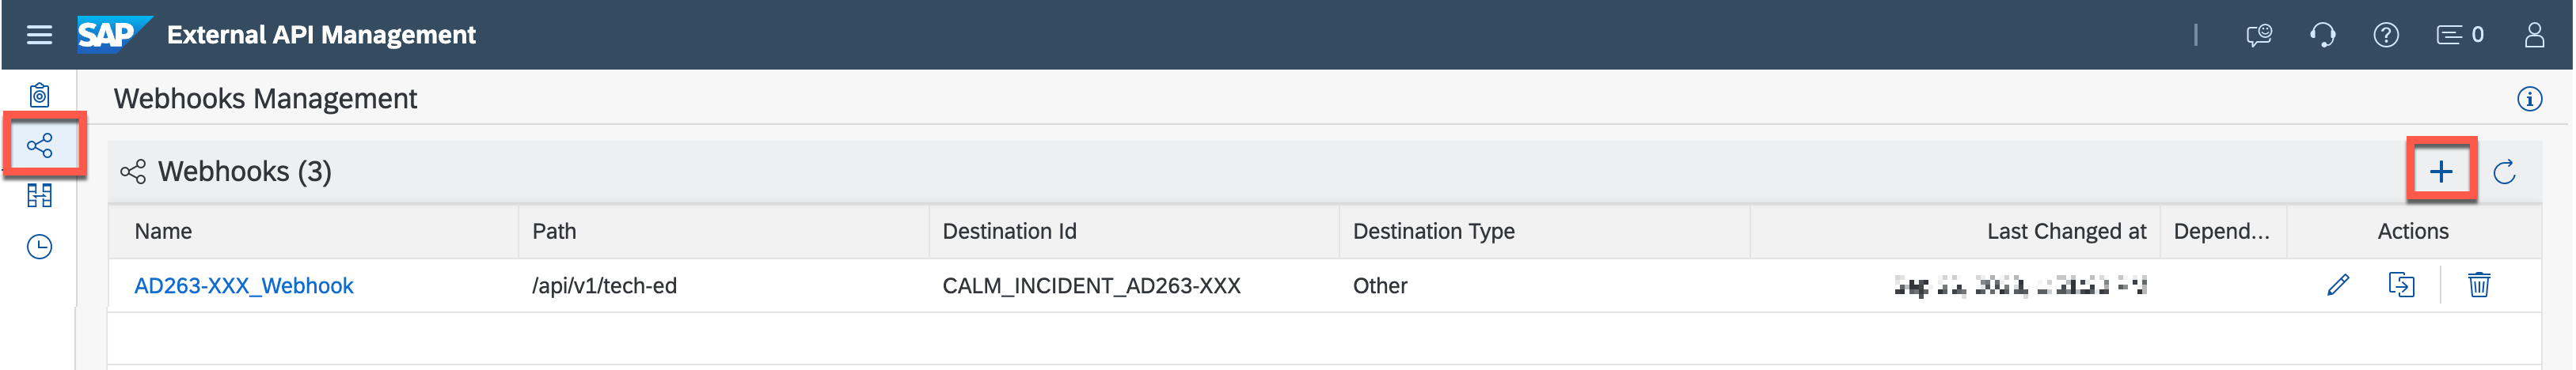 SAP External API Management 0
Webhooks Management
Webhooks (3)
Name Path Destination Id Destination Type Last Changed at Depend... Actions
AD263-XXX_Webhook /api/v1/tech-ed CALM_INCIDENT_AD263-XXX Other